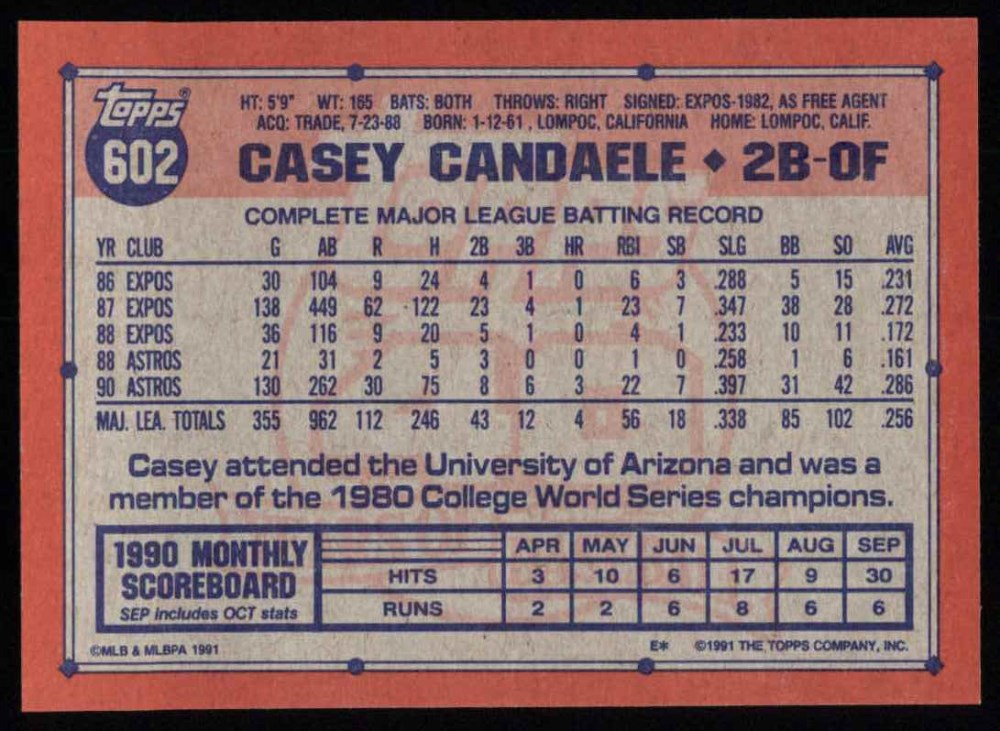 Topps®
602
HT: 5'9" WT: 165 BATS: BOTH THROWS: RIGHT SIGNED: EXPOS-1982, AS FREE AGENT
ACQ: TRADE, 7-23-88 BORN: 1-12-61, LOMPOC, CALIFORNIA HOME: LOMPOC, CALIF.
CASEY CANDAELE ◆ 2B-OF
COMPLETE MAJOR LEAGUE BATTING RECORD
YR CLUB G AB R H 2B 3B HR RBI SB SLG BB SO AVG
86 EXPOS 30 104 9 24 4 1 0 6 3 .288 5 15 .231
87 EXPOS 138 449 62 122 23 4 1 23 7 .347 38 28 .272
88 EXPOS 36 116 9 20 5 1 0 4 1 .233 10 11 .172
88 ASTROS 21 31 2 5 3 0 0 1 0 .258 1 6 .161
90 ASTROS 130 262 30 75 8 6 3 22 7 .397 31 42 .286
MAJ. LEA. TOTALS 355 962 112 246 43 12 4 56 18 .338 85 102 .256
Casey attended the University of Arizona and was a
member of the 1980 College World Series champions.
1990 MONTHLY
SCOREBOARD
SEP includes OCT stats
APR MAY JUN JUL AUG SEP
HITS 3 10 6 17 9 30
RUNS 2 2 6 8 6 6
©MLB & MLBPA 1991 E* ©1991 THE TOPPS COMPANY, INC.